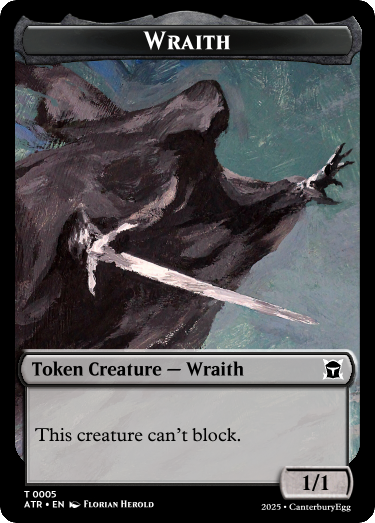 Wraith
Token Creature — Wraith
This creature can't block.
1/1
T 0005
ATR • EN Florian Herold
2025 • CanterburyEgg